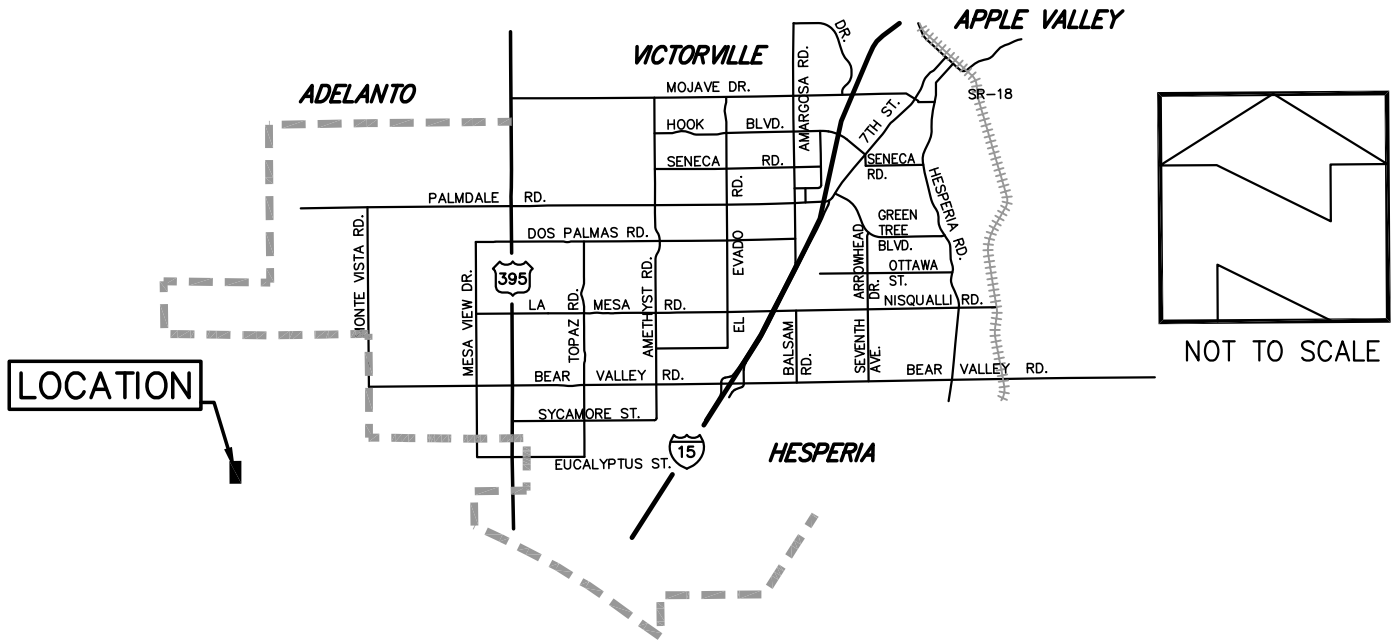 APPLE VALLEY
VICTORVILLE
ADELANTO
DR.
AMARGOSA RD.
MOJAVE DR.
SR-18
7TH ST.
HOOK BLVD.
SENECA RD.
SENECA
RD.
HESPERIA RD.
PALMDALE RD.
EL EVADO RD.
MONTE VISTA RD.
GREEN
TREE
BLVD.
DOS PALMAS RD.
ARROWHEAD
DR.
OTTAWA
ST.
395
MESA VIEW DR.
TOPAZ RD.
AMETHYST RD.
LA MESA RD.
NISQUALLI RD.
BALSAM
RD.
SEVENTH
AVE.
NOT TO SCALE
BEAR VALLEY RD.
BEAR VALLEY RD.
LOCATION
SYCAMORE ST.
15
HESPERIA
EUCALYPTUS ST.